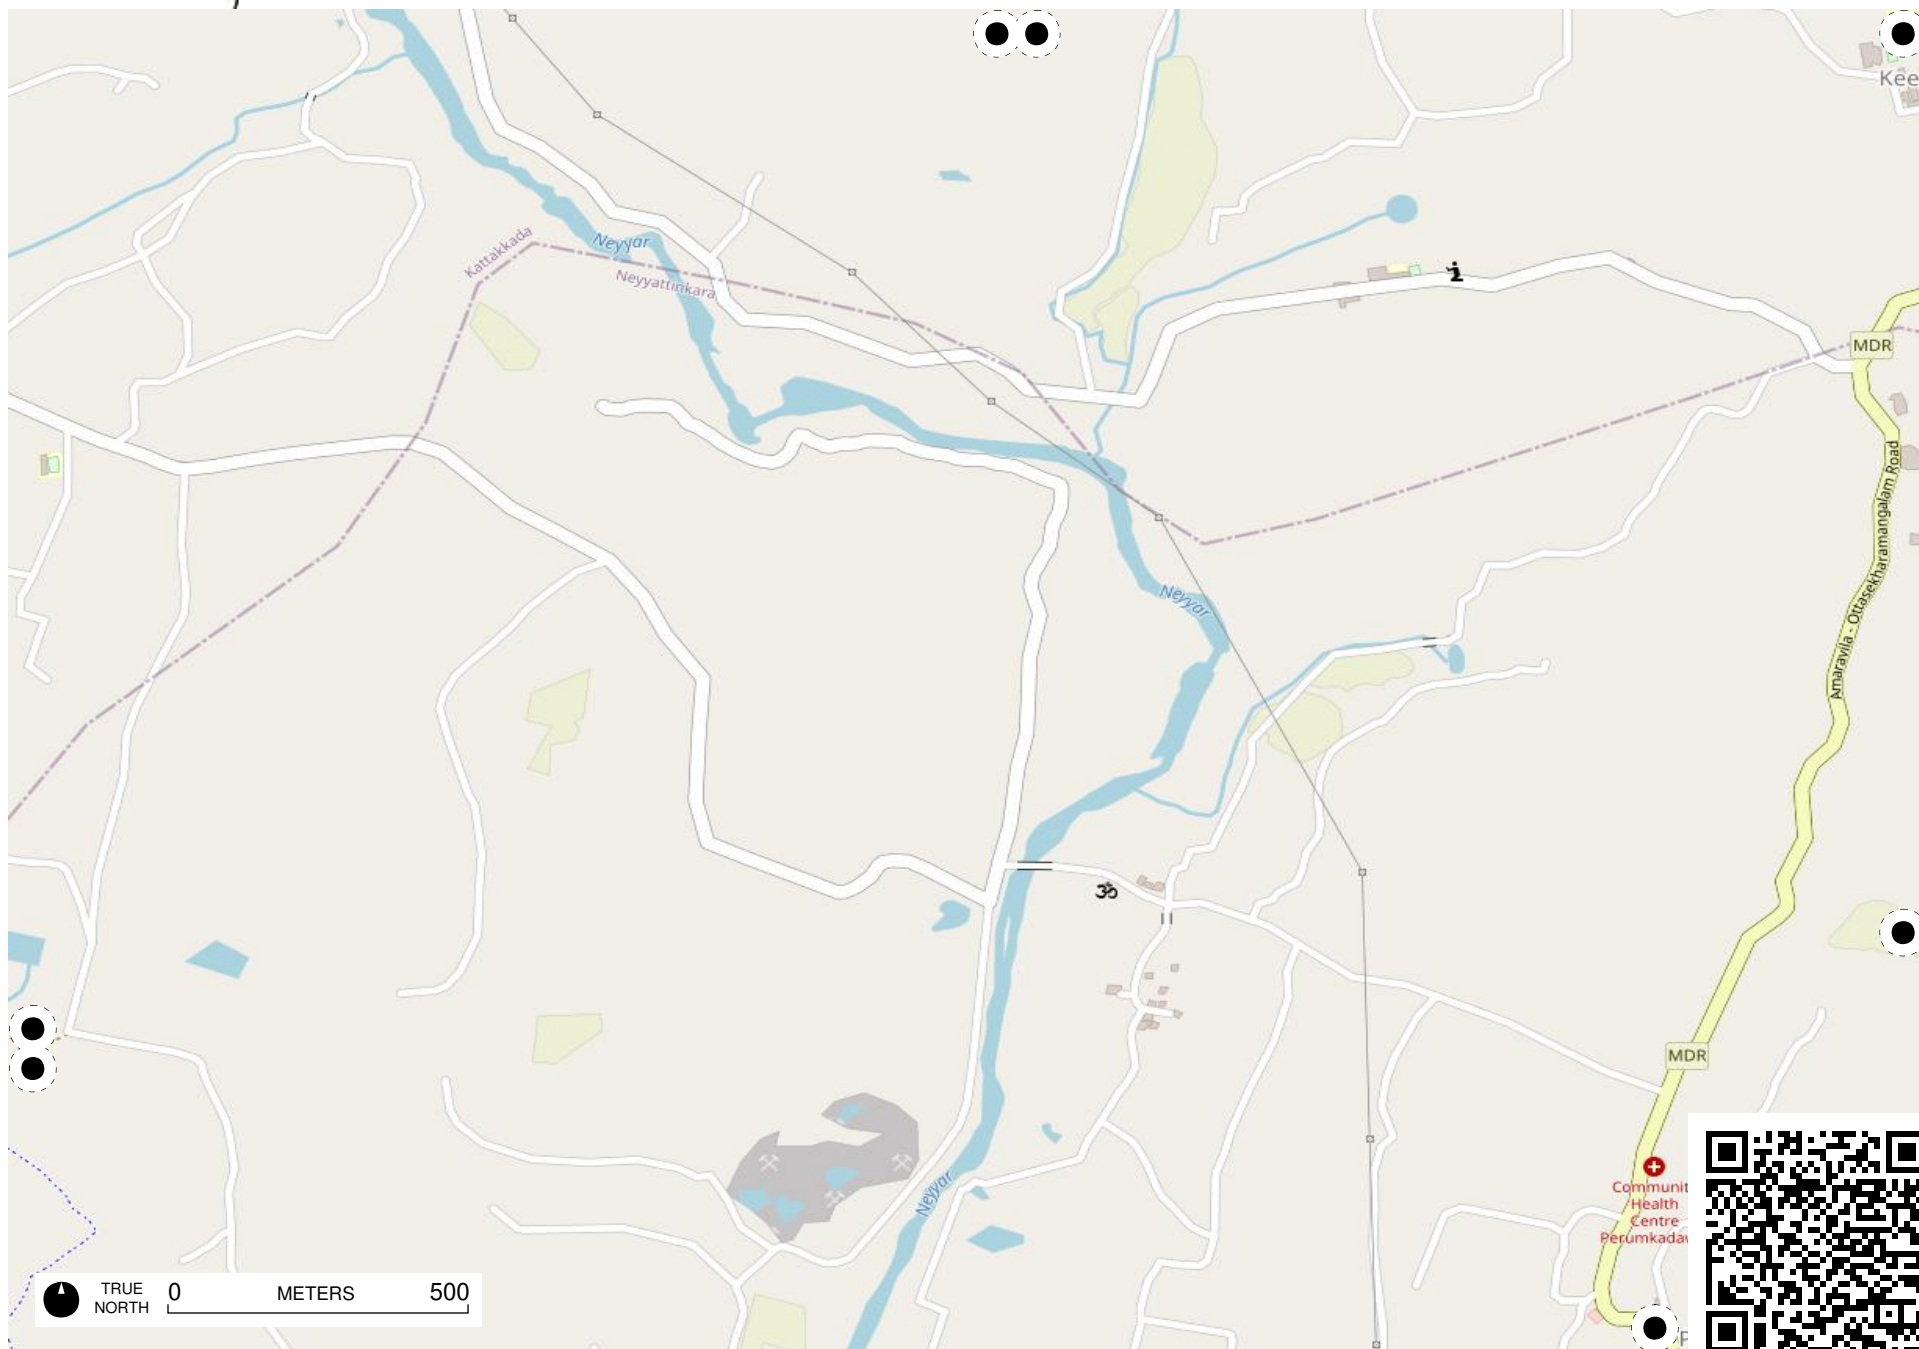 Kee
Neyyar
Kattakkada
Neyyattinkara
MDR
Amaravila - Ottasekharamangalam Road
Neyyar
ॐ
MDR
Communit
Health
Centre
Perumkadav
Neyyar
TRUE
NORTH
0 METERS 500
P